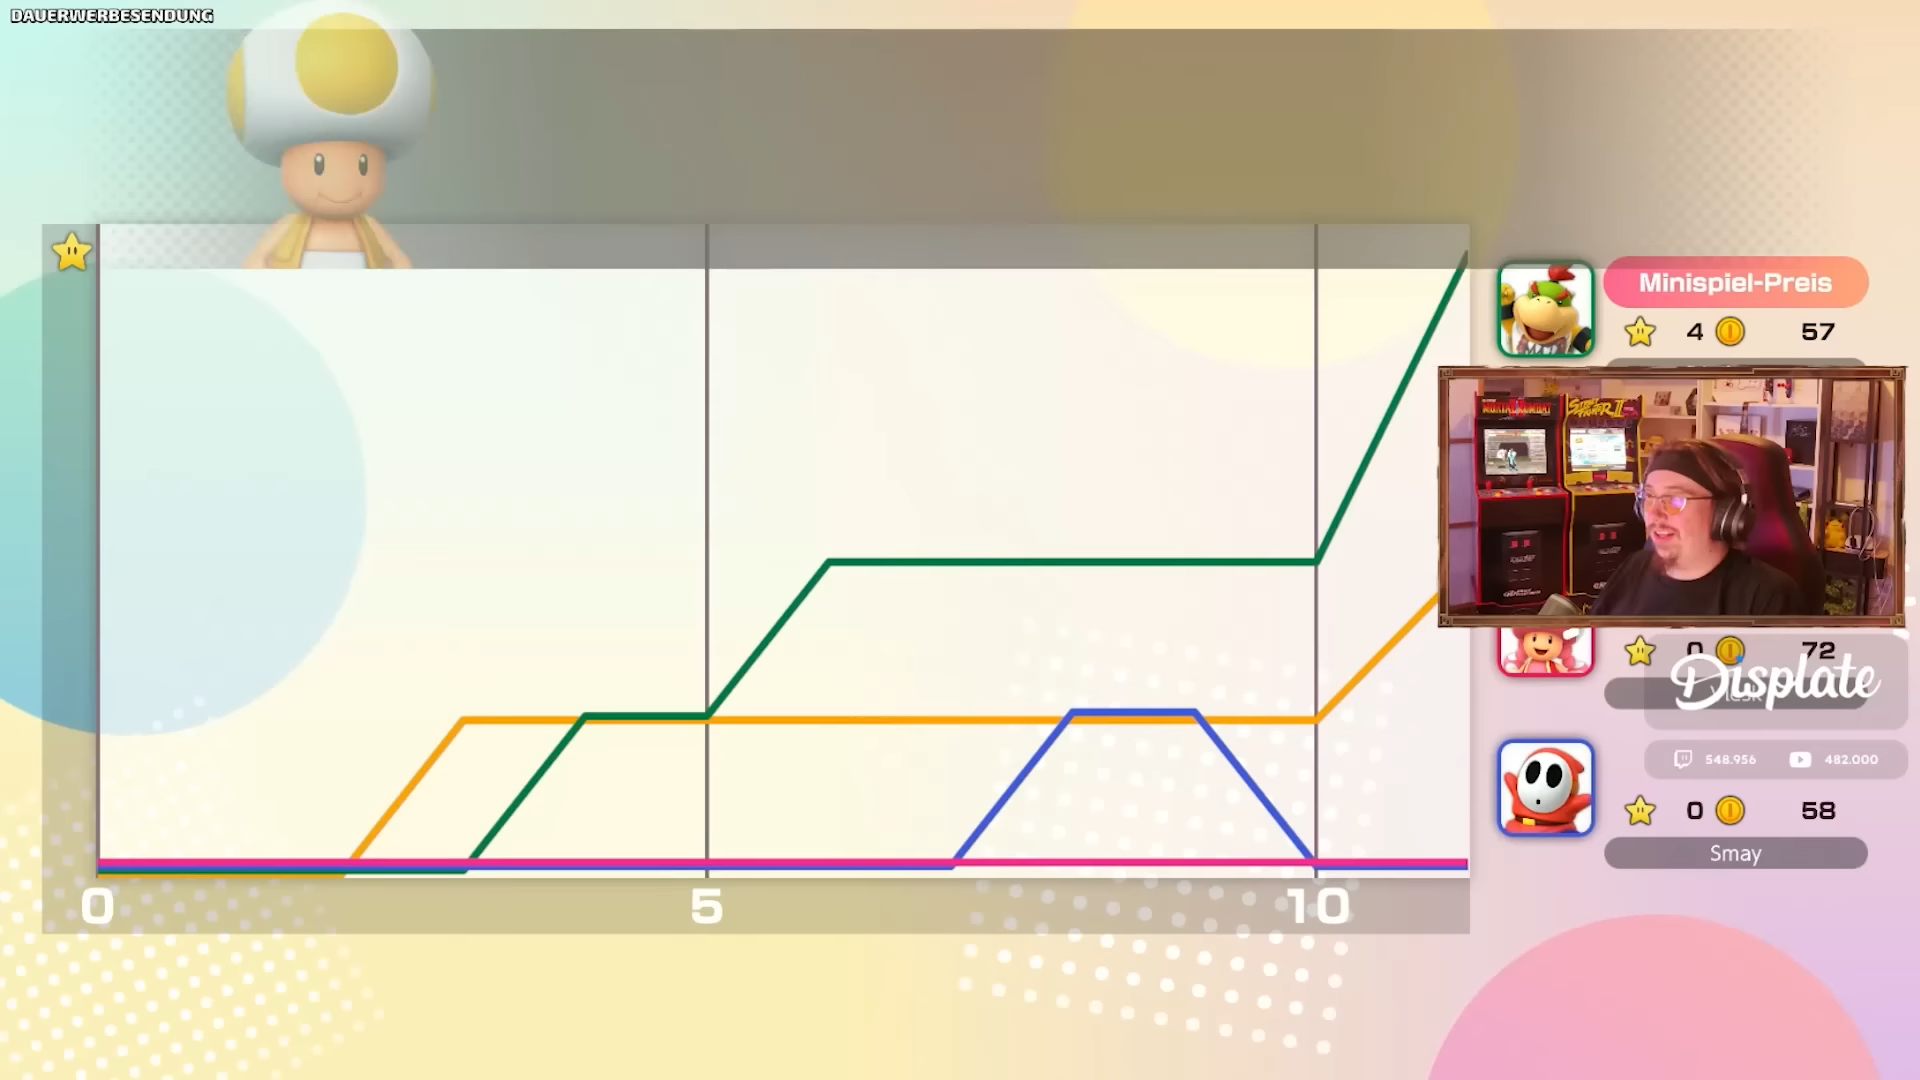 DAUERWERBESENDUNG
Minispiel-Preis
4 57
0 72
Displate
548.956 482.000
0 58
Smay
0 5 10